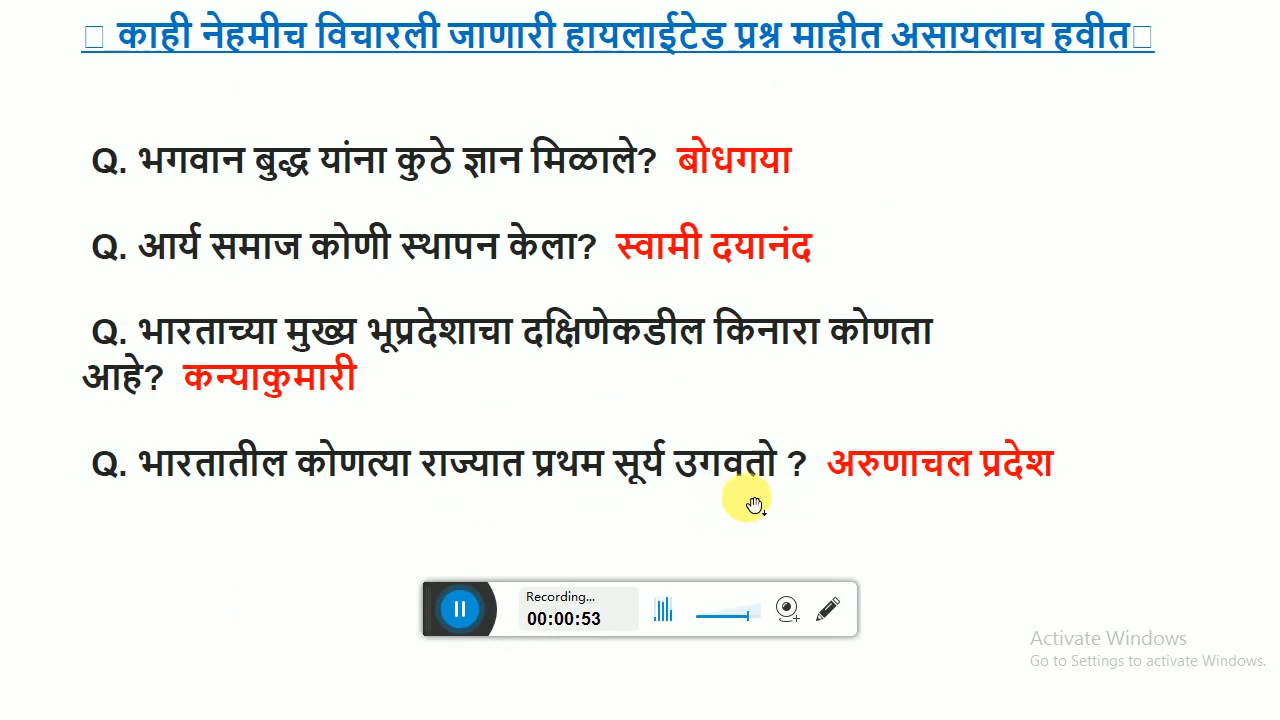 काही नेहमीच विचारली जाणारी हायलाईटेड प्रश्न माहीत असायलाच हवीत
Q. भगवान बुद्ध यांना कुठे ज्ञान मिळाले? बोधगया
Q. आर्य समाज कोणी स्थापन केला? स्वामी दयानंद
Q. भारताच्या मुख्य भूप्रदेशाचा दक्षिणेकडील किनारा कोणता
आहे? कन्याकुमारी
Q. भारतातील कोणत्या राज्यात प्रथम सूर्य उगवतो ? अरुणाचल प्रदेश
Recording...
00:00:53
Activate Windows
Go to Settings to activate Windows.